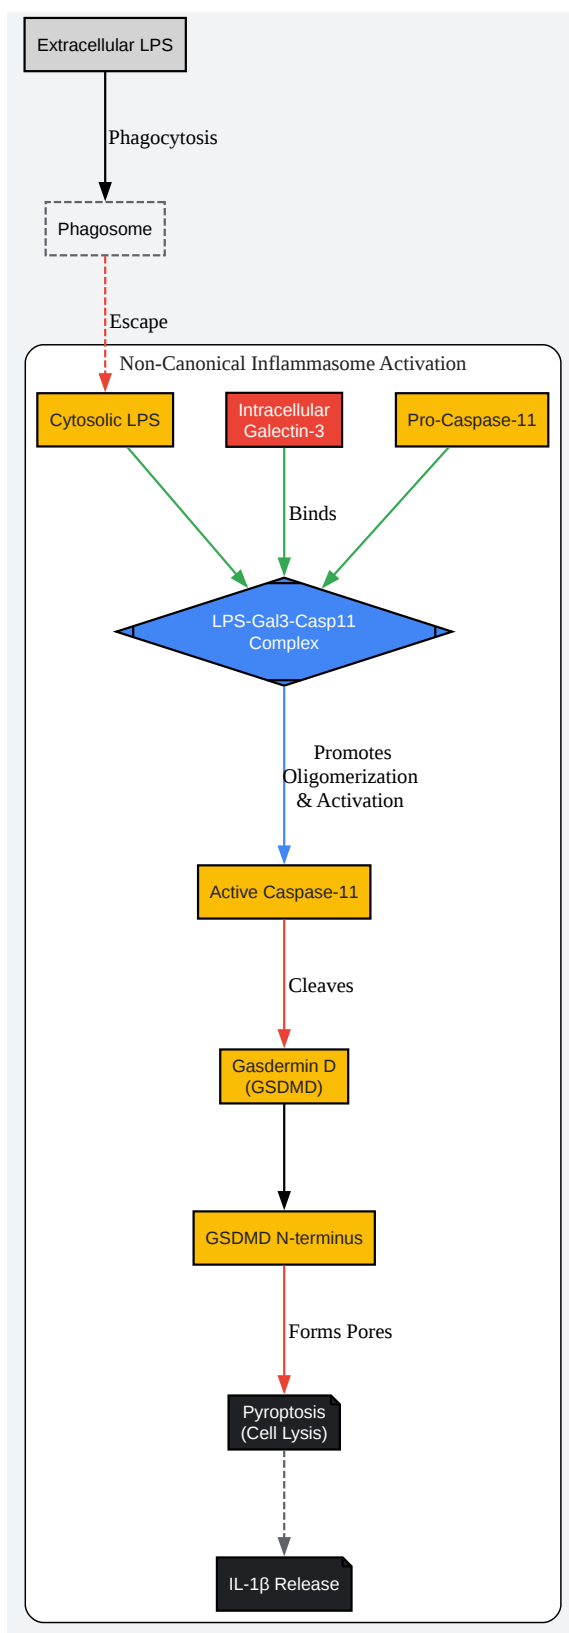 Extracellular LPS
Phagocytosis
Phagosome
Escape
Non-Canonical Inflammasome Activation
Cytosolic LPS
Intracellular
Galectin-3
Pro-Caspase-11
Binds
LPS-Gal3-Casp11
Complex
Promotes
Oligomerization
& Activation
Active Caspase-11
Cleaves
Gasdermin D
(GSDMD)
GSDMD N-terminus
Forms Pores
Pyroptosis
(Cell Lysis)
IL-1β Release